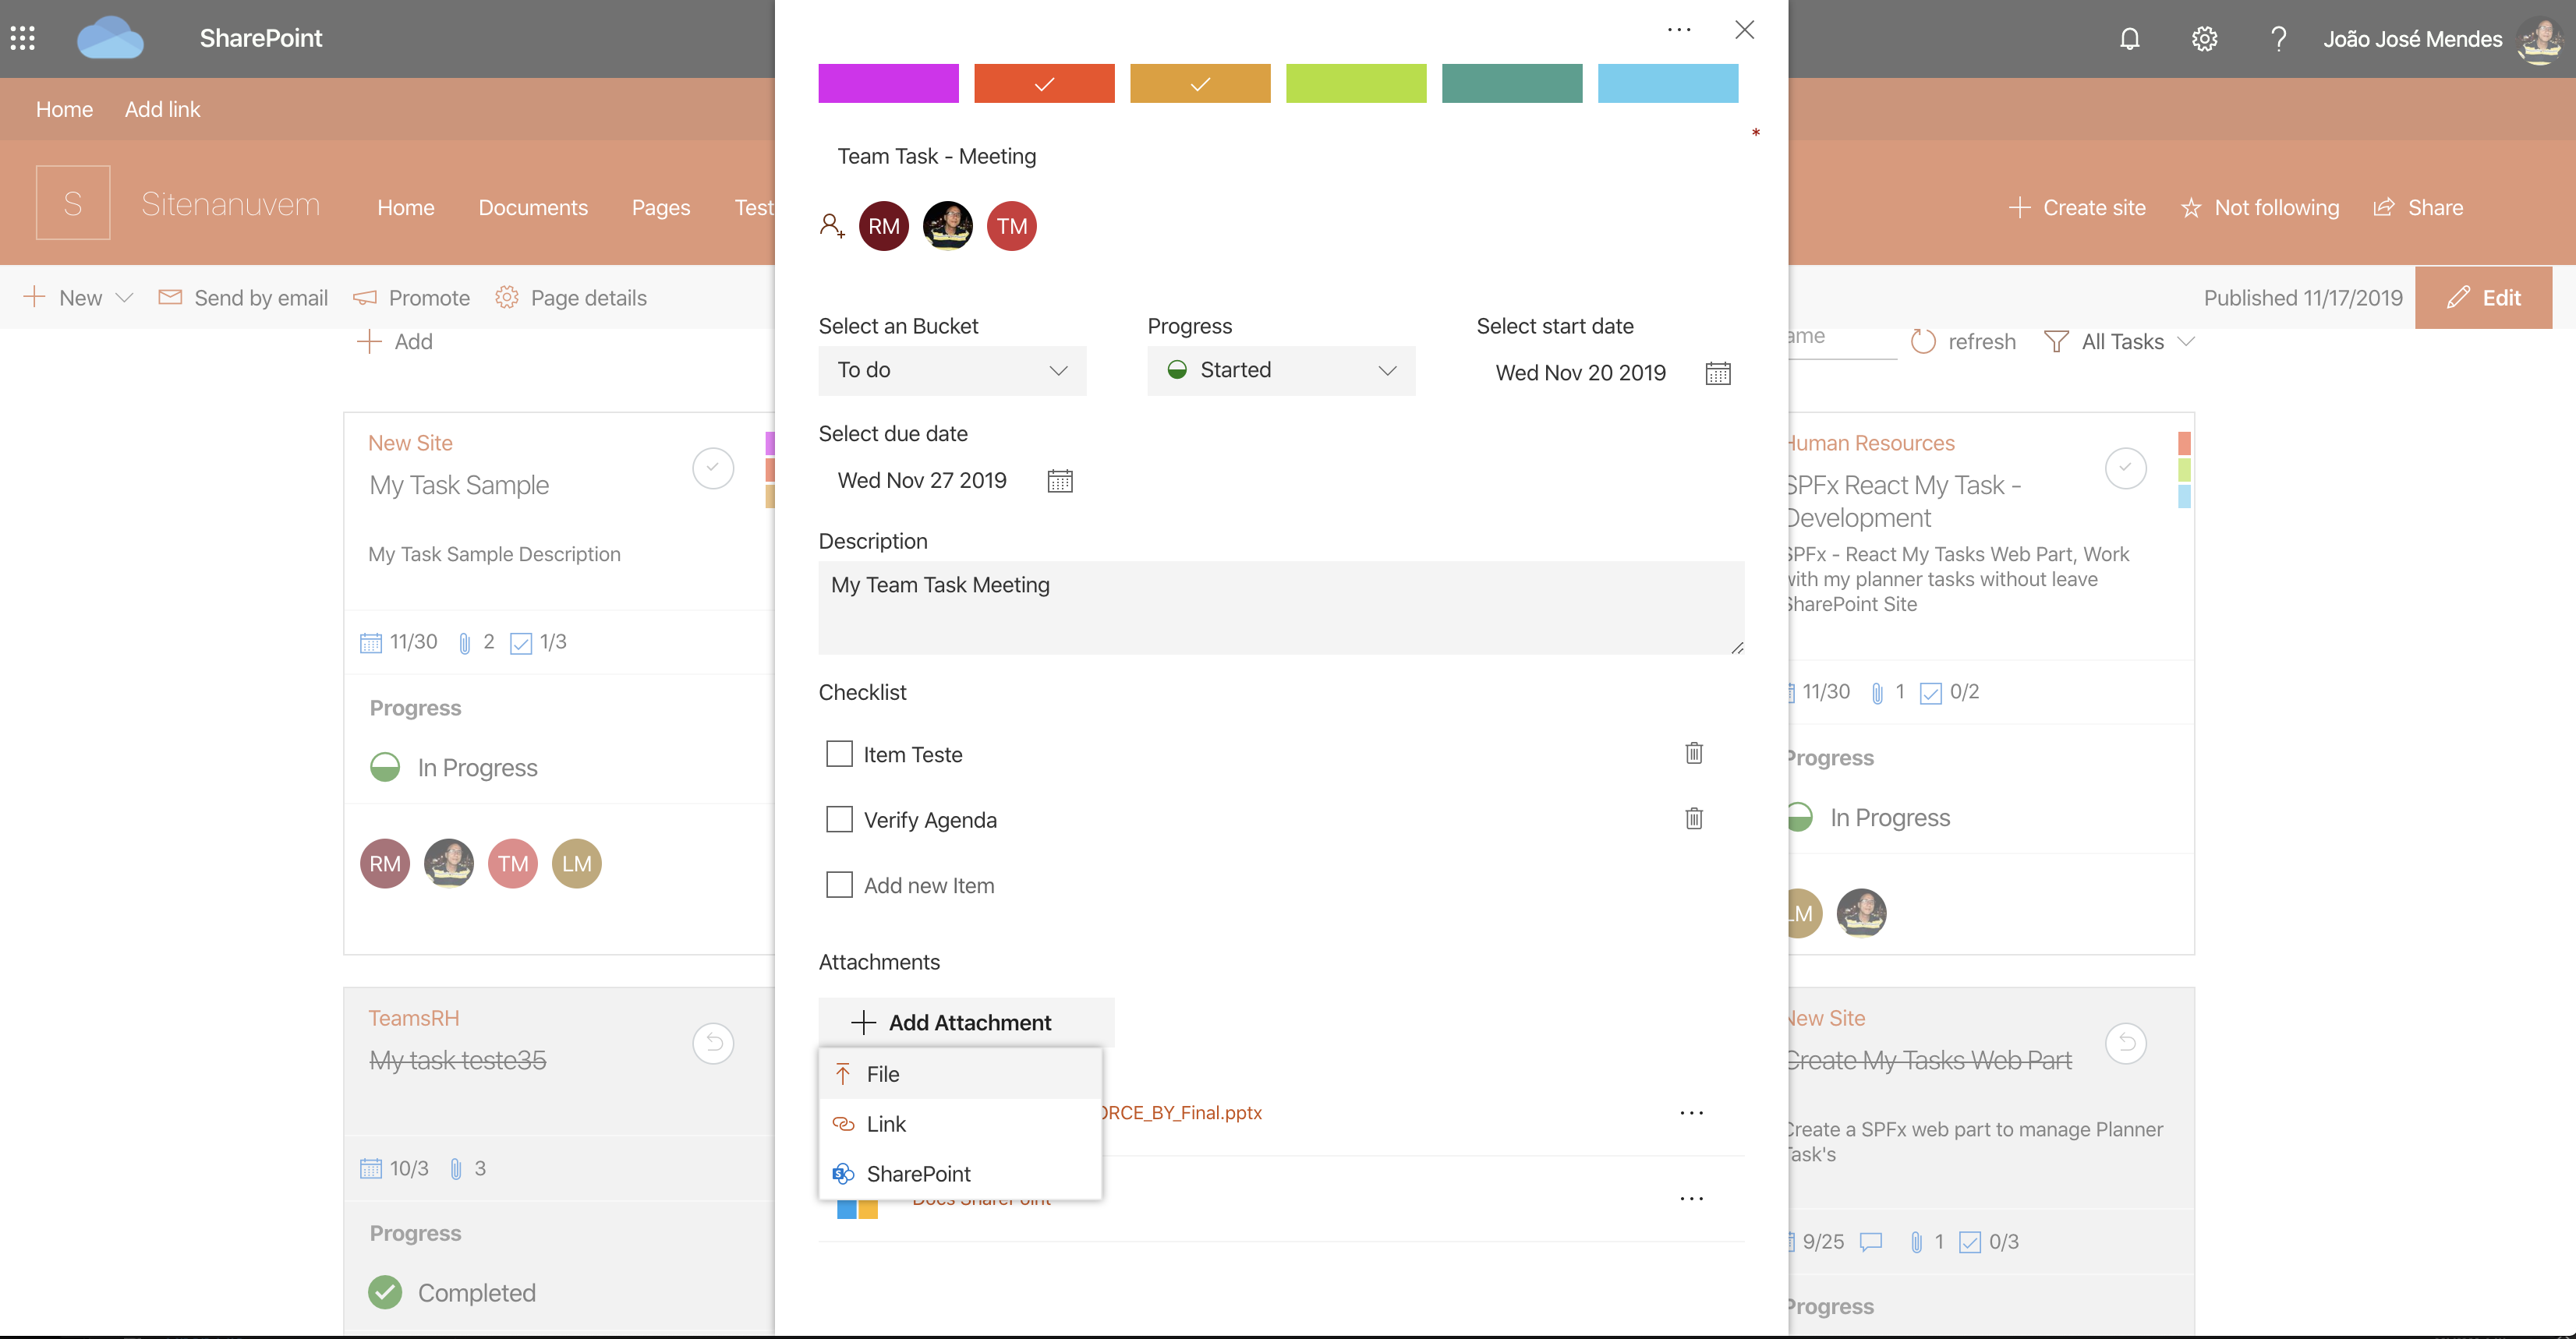 SharePoint
João José Mendes
Home Add link
S Sitenanuvem Home Documents Pages Test
Create site Not following Share
New Send by email Promote Page details
Published 11/17/2019 Edit
Add
refresh All Tasks
New Site
My Task Sample
My Task Sample Description
11/30 2 1/3
Progress
In Progress
RM TM LM
TeamsRH
My task teste35
10/3 3
Progress
Completed
*
Team Task - Meeting
RM TM
Select an Bucket Progress Select start date
To do Started Wed Nov 20 2019
Select due date
Wed Nov 27 2019
Description
My Team Task Meeting
Checklist
Item Teste
Verify Agenda
Add new Item
Attachments
Add Attachment
File
Link
SharePoint
ORCE_BY_Final.pptx
Docs SharePoint
Human Resources
SPFx React My Task -
Development
SPFx - React My Tasks Web Part, Work
with my planner tasks without leave
SharePoint Site
11/30 1 0/2
Progress
In Progress
LM
New Site
Create My Tasks Web Part
Create a SPFx web part to manage Planner
Task's
9/25 1 0/3
Progress